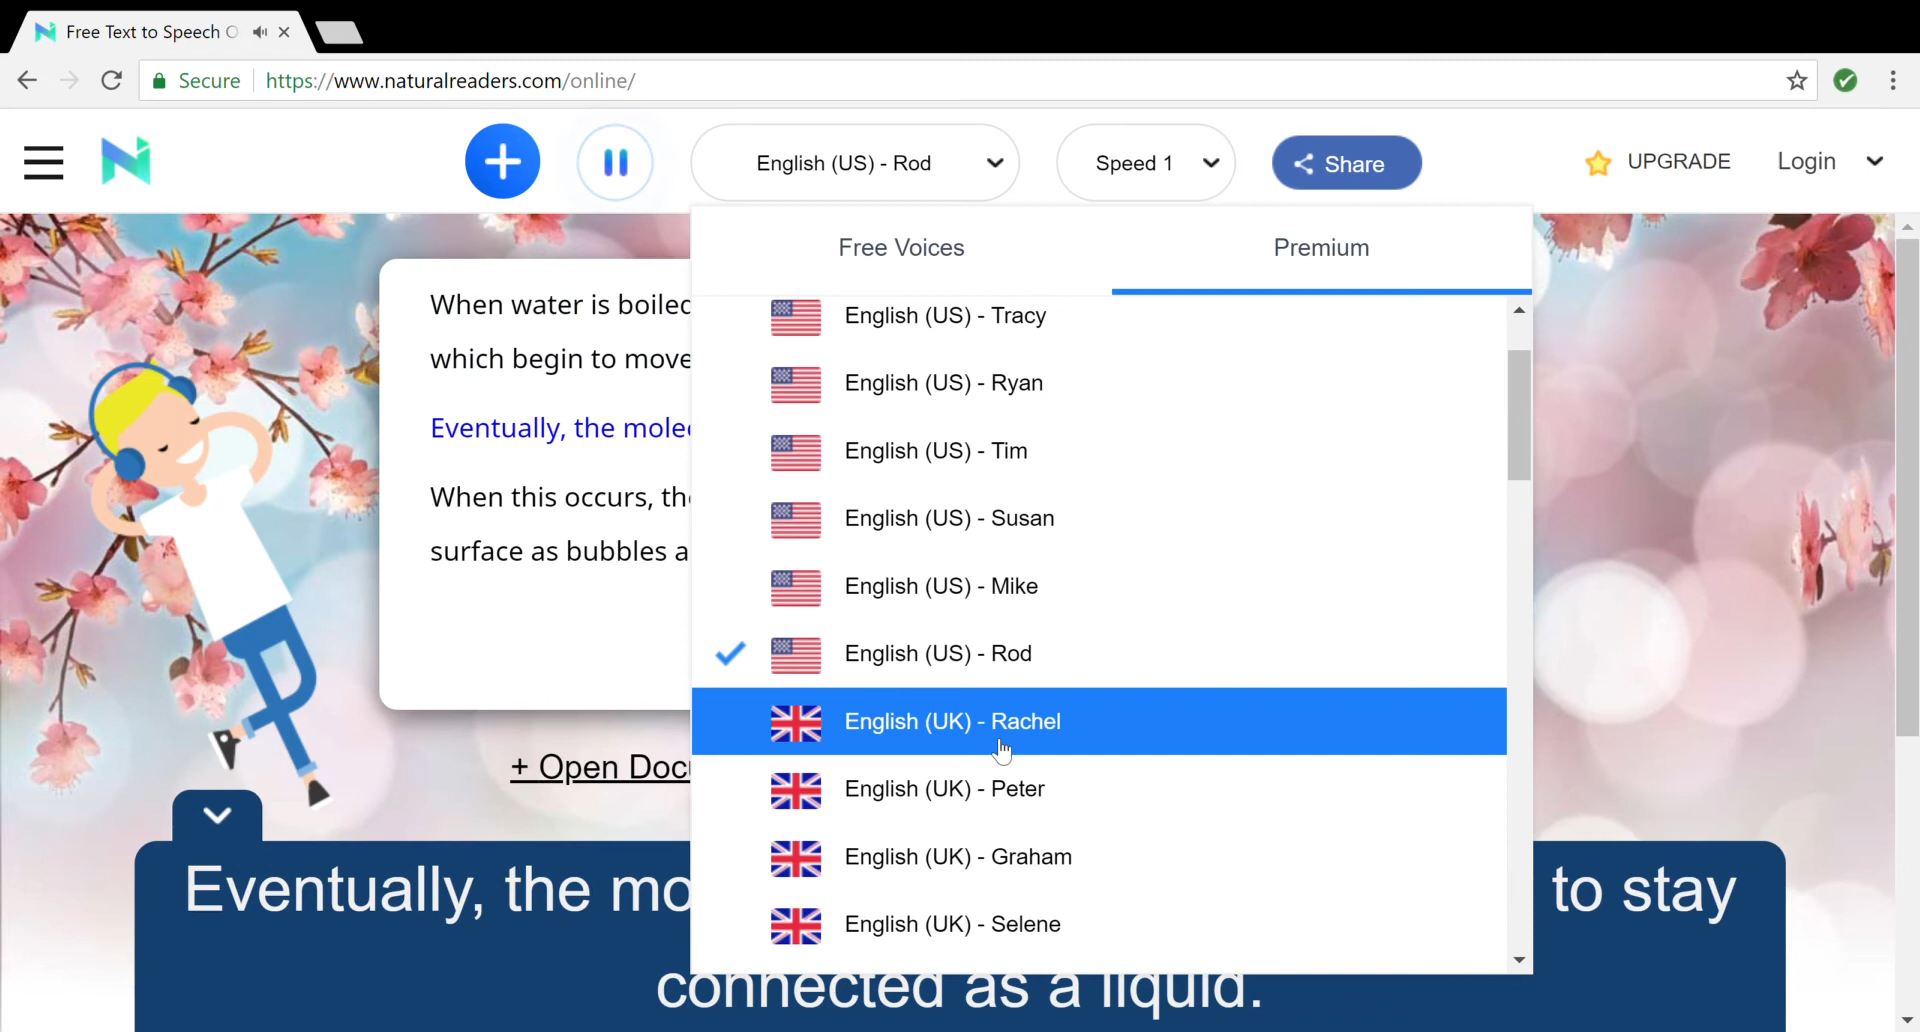 Free Text to Speech O
Secure
https://www.naturalreaders.com/online/
English (US) - Rod
Speed 1
Share
UPGRADE
Login
Free Voices
Premium
English (US) - Tracy
English (US) - Ryan
English (US) - Tim
English (US) - Susan
English (US) - Mike
English (US) - Rod
English (UK) - Rachel
English (UK) - Peter
English (UK) - Graham
English (UK) - Selene
When water is boiled
which begin to move
Eventually, the molec
When this occurs, the
surface as bubbles a
+ Open Doc
Eventually, the mo to stay
connected as a liquid.